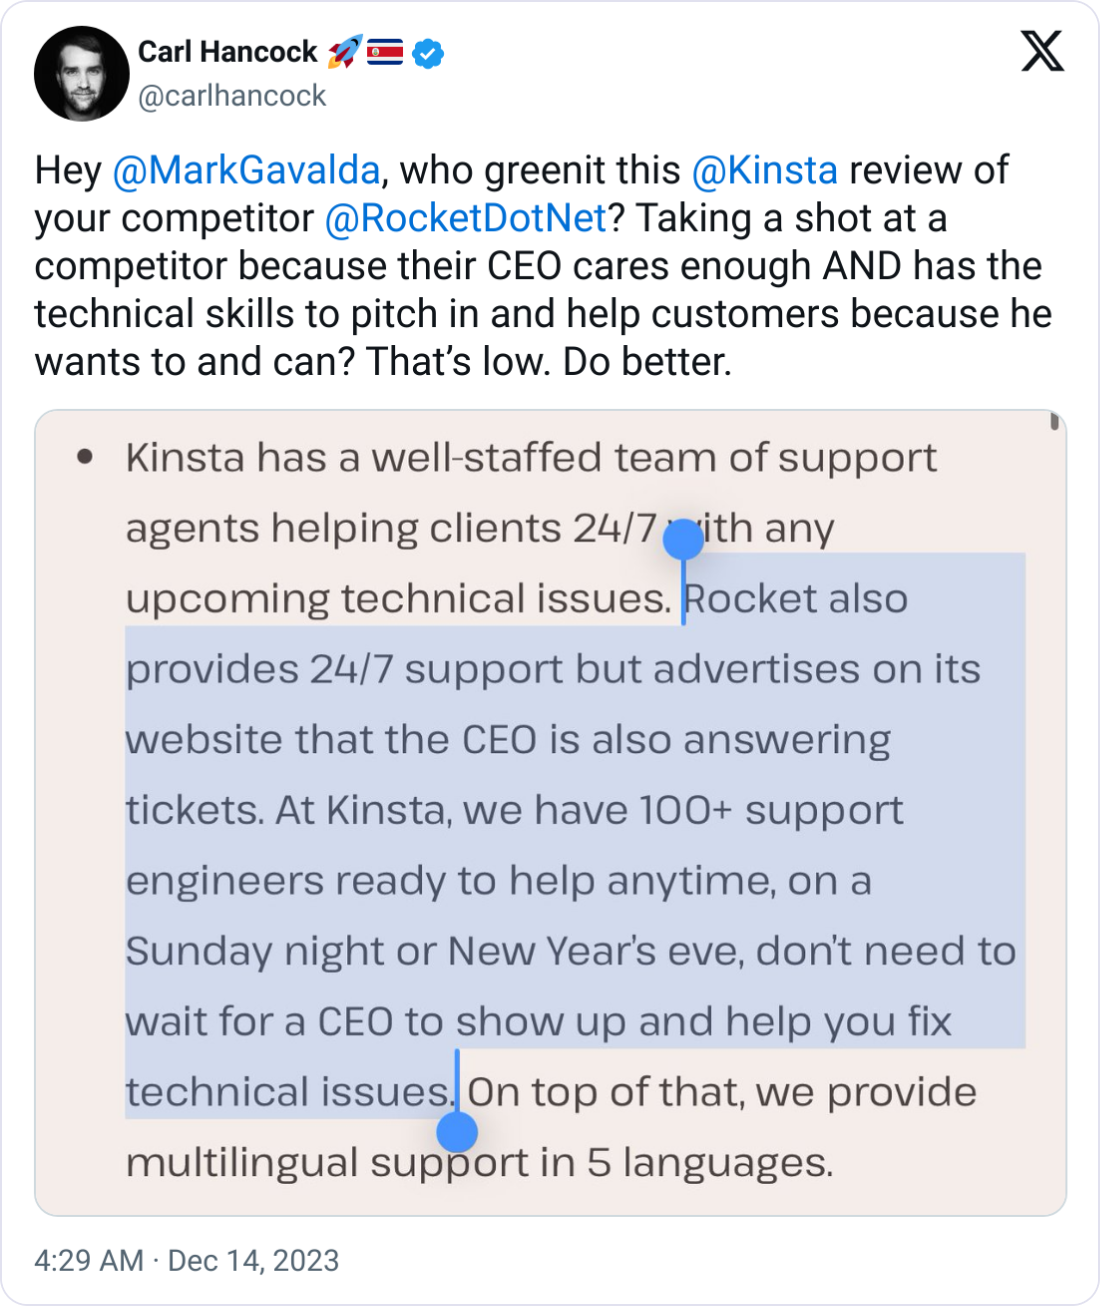 Carl Hancock 🚀🇨🇷
@carlhancock
Hey @MarkGavalda, who greenit this @Kinsta review of
your competitor @RocketDotNet? Taking a shot at a
competitor because their CEO cares enough AND has the
technical skills to pitch in and help customers because he
wants to and can? That’s low. Do better.
• Kinsta has a well-staffed team of support
agents helping clients 24/7 with any
upcoming technical issues. Rocket also
provides 24/7 support but advertises on its
website that the CEO is also answering
tickets. At Kinsta, we have 100+ support
engineers ready to help anytime, on a
Sunday night or New Year’s eve, don’t need to
wait for a CEO to show up and help you fix
technical issues. On top of that, we provide
multilingual support in 5 languages.
4:29 AM · Dec 14, 2023